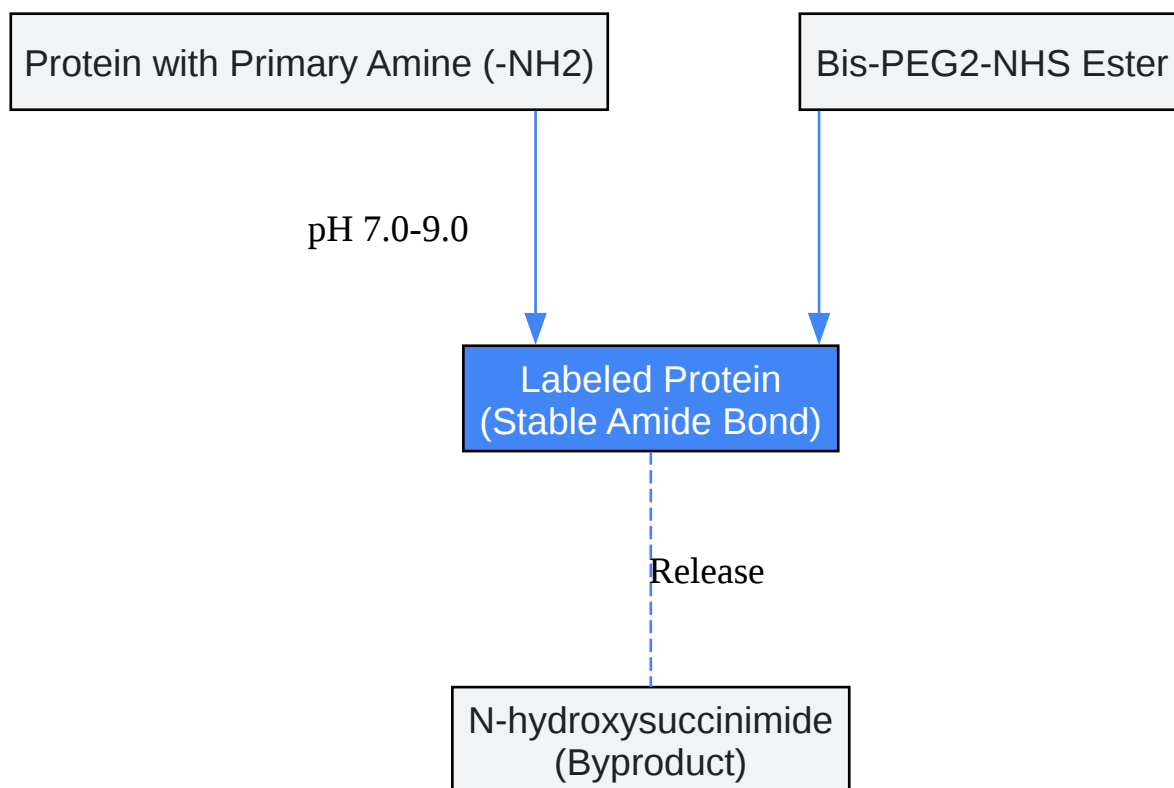 Protein with Primary Amine (-NH2)
Bis-PEG2-NHS Ester
pH 7.0-9.0
Labeled Protein
(Stable Amide Bond)
Release
N-hydroxysuccinimide
(Byproduct)